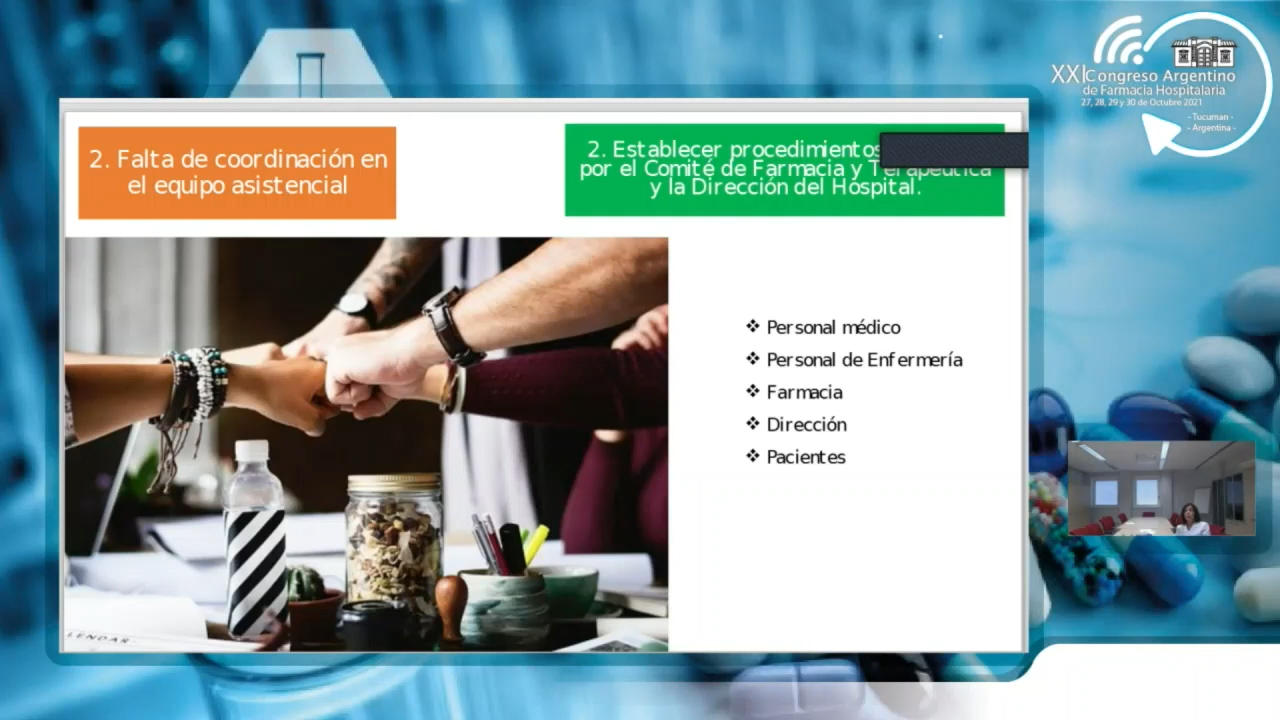 XXI Congreso Argentino
de Farmacia Hospitalaria
27, 28, 29 y 30 de Octubre 2021
- Tucuman -
- Argentina -
2. Falta de coordinación en
el equipo asistencial
2. Establecer procedimientos
por el Comité de Farmacia y Terapéutica
y la Dirección del Hospital.
❖ Personal médico
❖ Personal de Enfermería
❖ Farmacia
❖ Dirección
❖ Pacientes
LENDAR